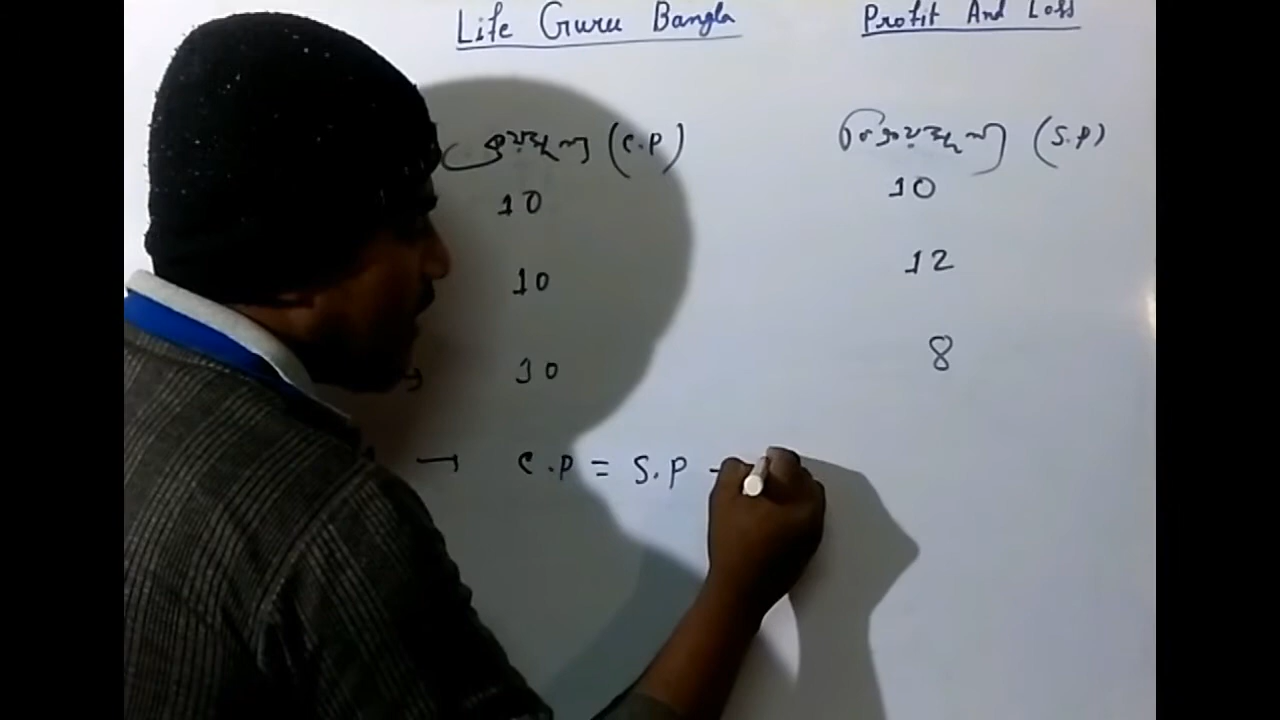 Life Guru Bangla Profit And Loss
ক্রয়মূল্য (C.P) বিক্রয়মূল্য (S.P)
10 10
10 12
→ 10 8
→ C.P = S.P -